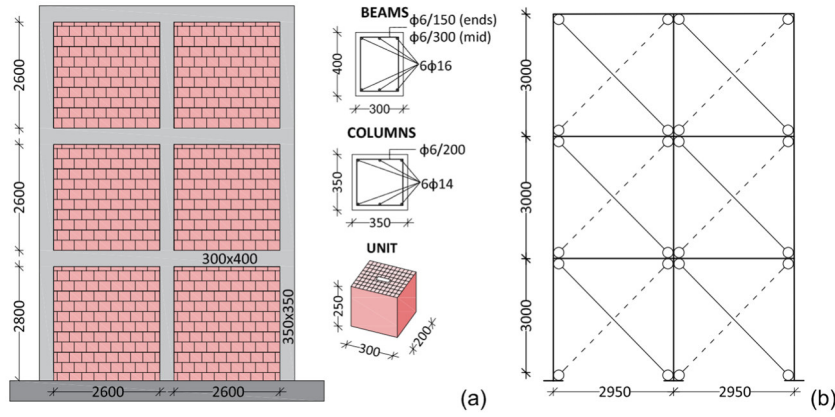 2600
2600
2800
2600
2600
300x400
350x350
BEAMS
ϕ6/150 (ends)
ϕ6/300 (mid)
400
6ϕ16
300
COLUMNS
ϕ6/200
350
6ϕ14
350
UNIT
250
300
200
(a)
3000
3000
3000
2950
2950
(b)